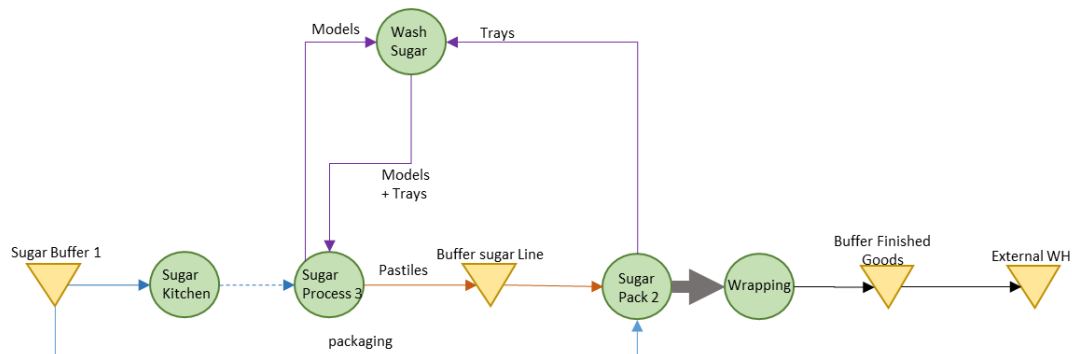 Models
Wash
Sugar
Trays
Models
+ Trays
Sugar Buffer 1
Sugar
Kitchen
Sugar
Process 3
Pastiles
Buffer sugar Line
Sugar
Pack 2
Wrapping
Buffer Finished
Goods
External WH
packaging